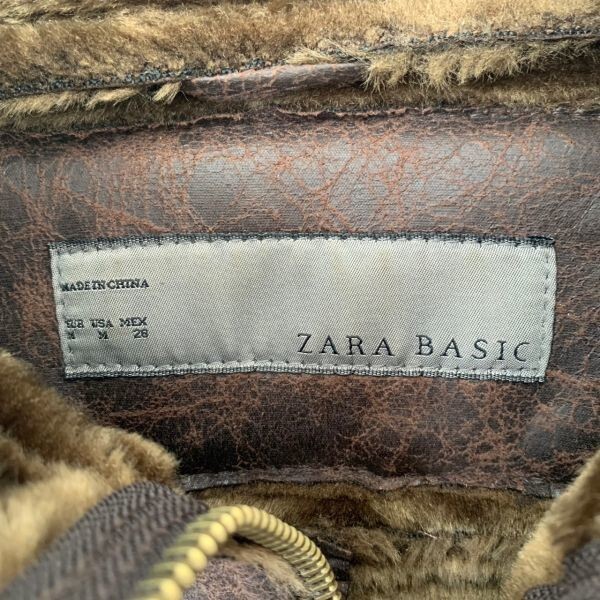 MADE IN CHINA
EUR USA MEX
M M 28
ZARA BASIC